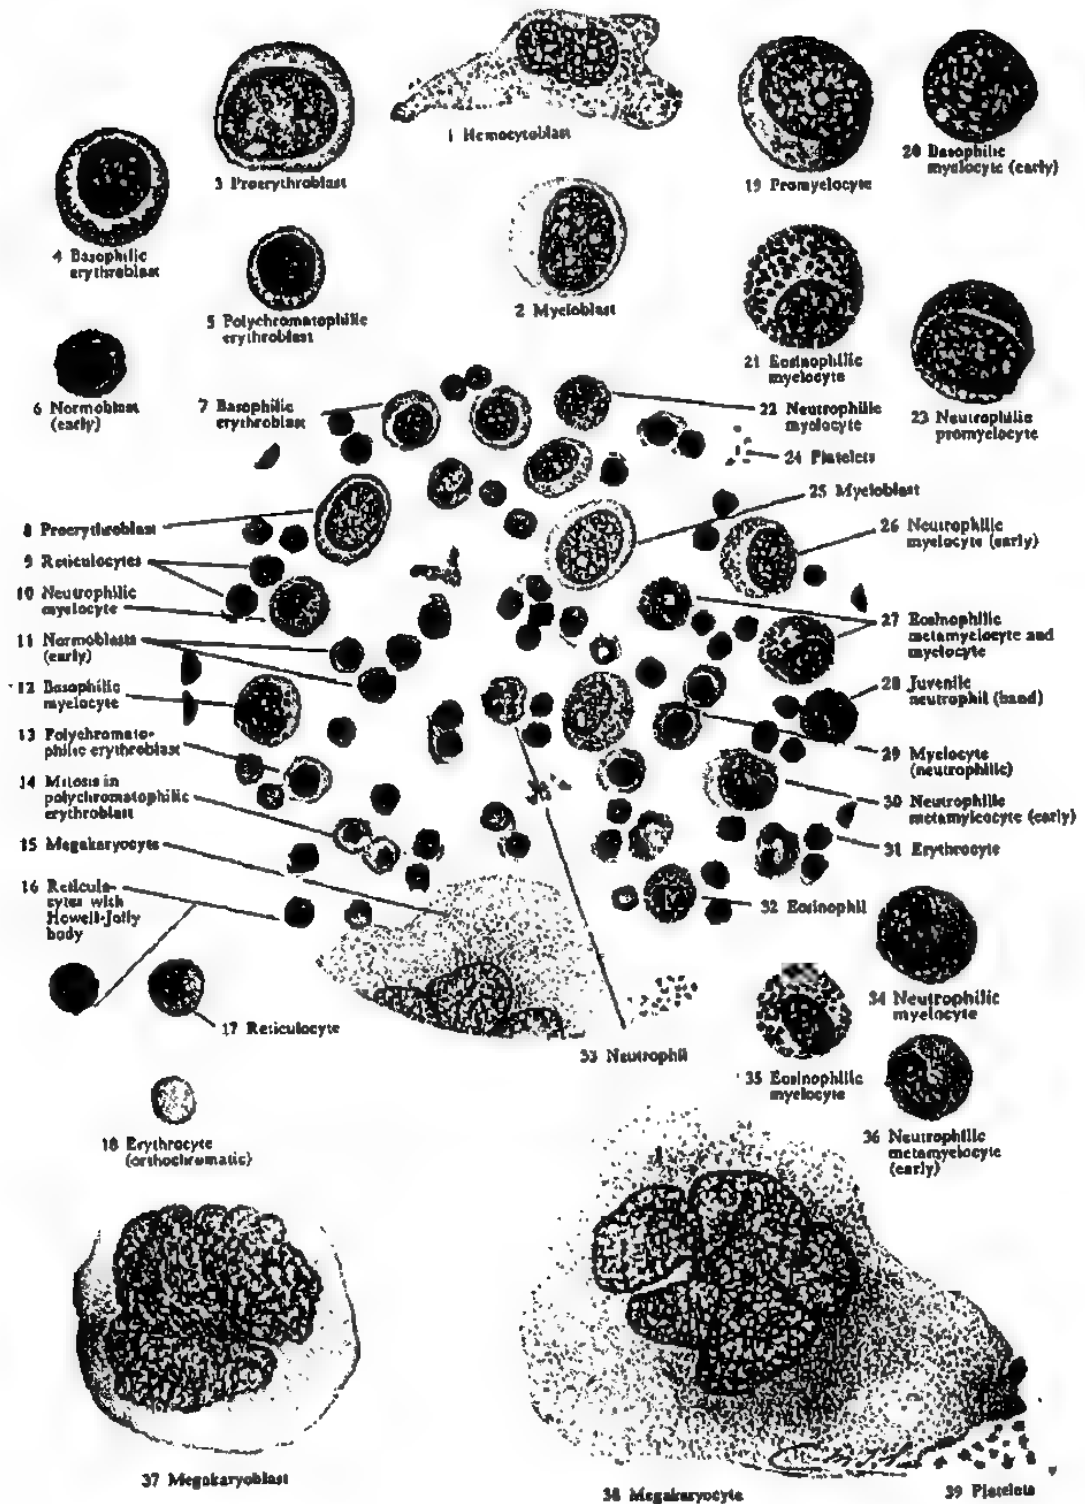 1 Hemocytoblast
3 Proerythroblast
19 Promyelocyte
20 Basophilic
myelocyte (early)
4 Basophilic
erythroblast
5 Polychromatophilic
erythroblast
2 Myeloblast
21 Eosinophilic
myelocyte
6 Normoblast
(early)
7 Basophilic
erythroblast
22 Neutrophilic
myelocyte
23 Neutrophilic
promyelocyte
24 Platelets
25 Myeloblast
8 Proerythroblast
26 Neutrophilic
myelocyte (early)
9 Reticulocytes
10 Neutrophilic
myelocyte
11 Normoblasts
(early)
27 Eosinophilic
metamyelocyte and
myelocyte
12 Basophilic
myelocyte
28 Juvenile
neutrophil (band)
13 Polychromato-
philic erythroblast
29 Myelocyte
(neutrophilic)
14 Mitosis in
polychromatophilic
erythroblast
30 Neutrophilic
metamyleocyte (early)
15 Megakaryocyte
31 Erythrocyte
16 Reticulo-
cytes with
Howell-Jolly
body
32 Eosinophil
34 Neutrophilic
myelocyte
17 Reticulocyte
33 Neutrophil
35 Eosinophilic
myelocyte
18 Erythrocyte
(orthochromatic)
36 Neutrophilic
metamyelocyte
(early)
37 Megakaryoblast
38 Megakaryocyte
39 Platelets